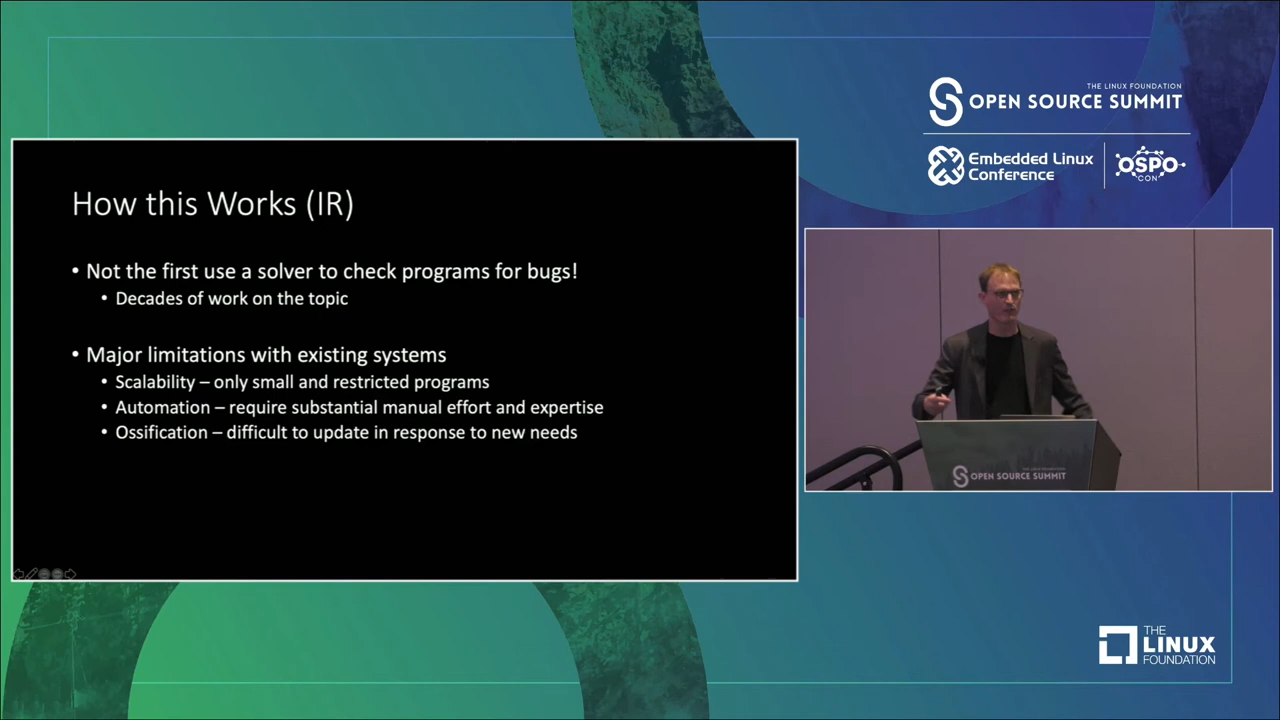 THE LINUX FOUNDATION
OPEN SOURCE SUMMIT
Embedded Linux
Conference
OSPO
CON
How this Works (IR)
• Not the first use a solver to check programs for bugs!
• Decades of work on the topic
• Major limitations with existing systems
• Scalability – only small and restricted programs
• Automation – require substantial manual effort and expertise
• Ossification – difficult to update in response to new needs
OPEN SOURCE SUMMIT
THE
LINUX
FOUNDATION